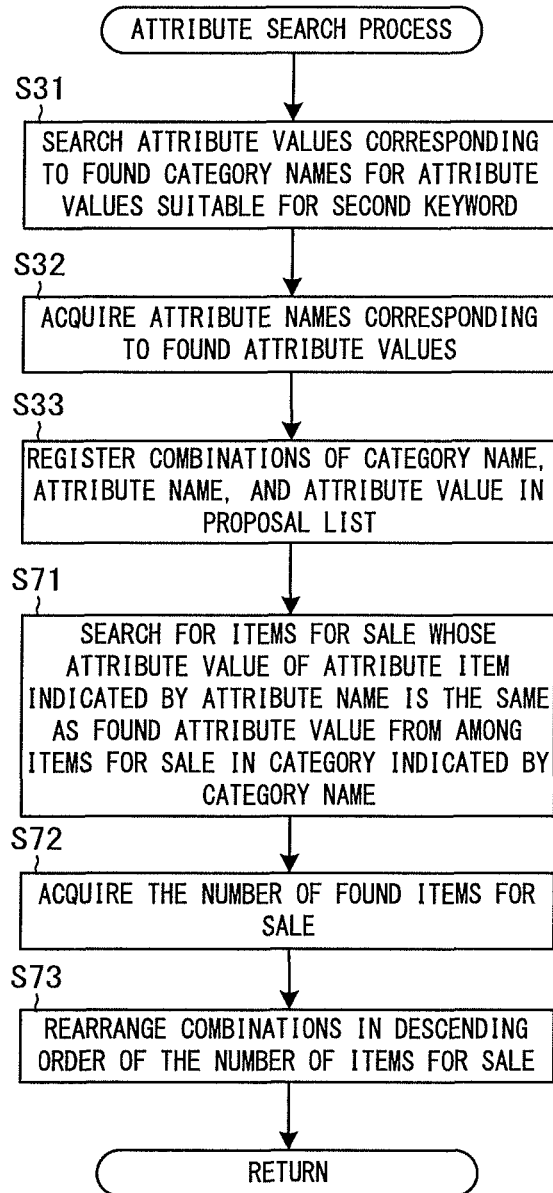 ATTRIBUTE SEARCH PROCESS
S31
SEARCH ATTRIBUTE VALUES CORRESPONDING
TO FOUND CATEGORY NAMES FOR ATTRIBUTE
VALUES SUITABLE FOR SECOND KEYWORD
S32
ACQUIRE ATTRIBUTE NAMES CORRESPONDING
TO FOUND ATTRIBUTE VALUES
S33
REGISTER COMBINATIONS OF CATEGORY NAME,
ATTRIBUTE NAME, AND ATTRIBUTE VALUE IN
PROPOSAL LIST
S71
SEARCH FOR ITEMS FOR SALE WHOSE
ATTRIBUTE VALUE OF ATTRIBUTE ITEM
INDICATED BY ATTRIBUTE NAME IS THE SAME
AS FOUND ATTRIBUTE VALUE FROM AMONG
ITEMS FOR SALE IN CATEGORY INDICATED BY
CATEGORY NAME
S72
ACQUIRE THE NUMBER OF FOUND ITEMS FOR
SALE
S73
REARRANGE COMBINATIONS IN DESCENDING
ORDER OF THE NUMBER OF ITEMS FOR SALE
RETURN